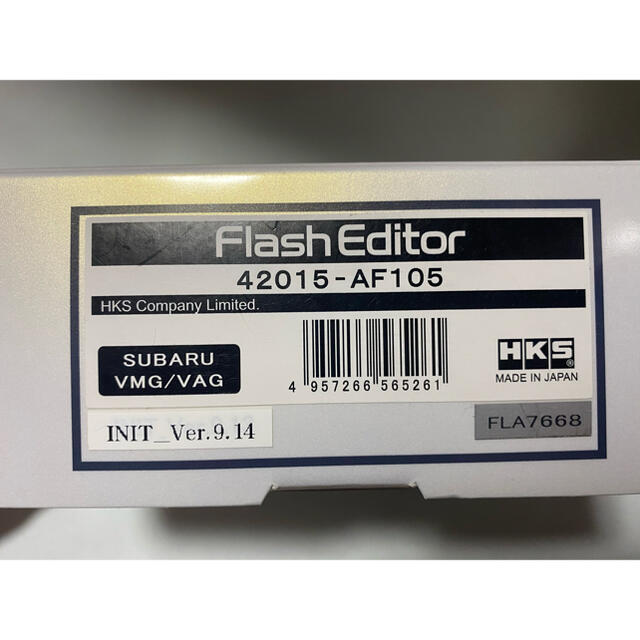 Flash Editor
42015-AF105
HKS Company Limited.
SUBARU
VMG/VAG
4 957266 565261
HKS®
MADE IN JAPAN
INIT_Ver.9.14
FLA7668